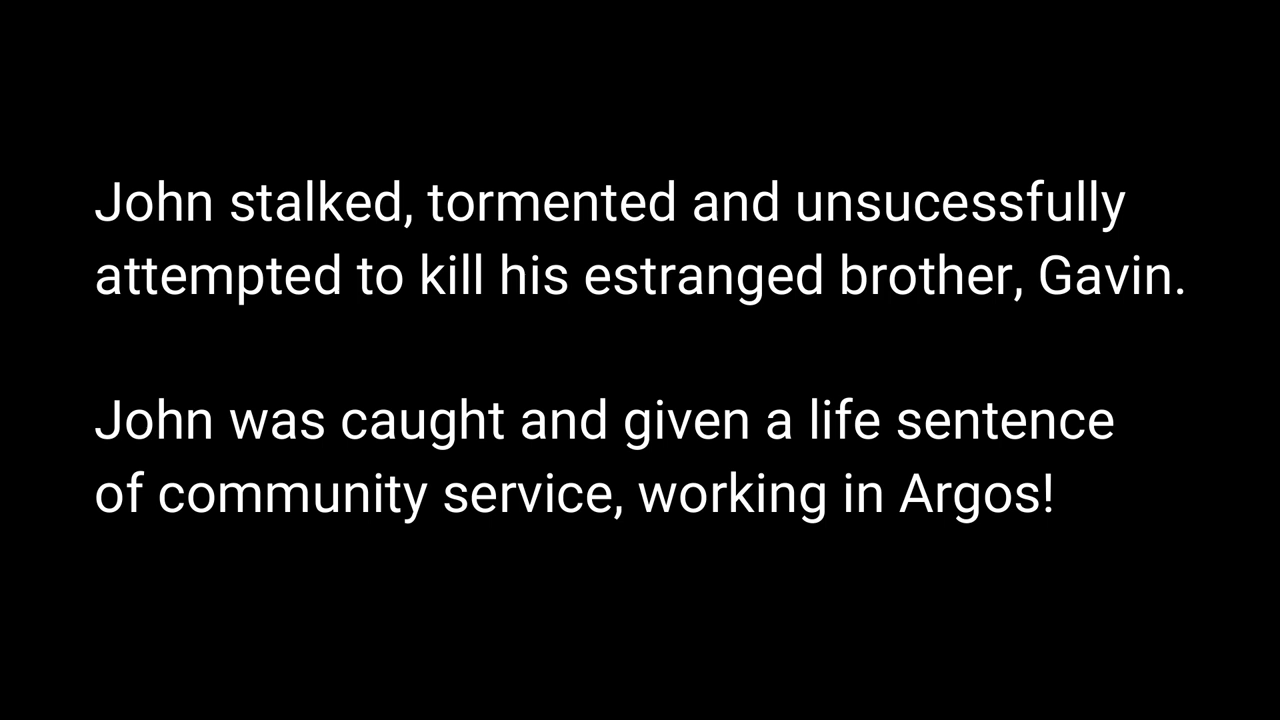 John stalked, tormented and unsucessfully
attempted to kill his estranged brother, Gavin.
John was caught and given a life sentence
of community service, working in Argos!